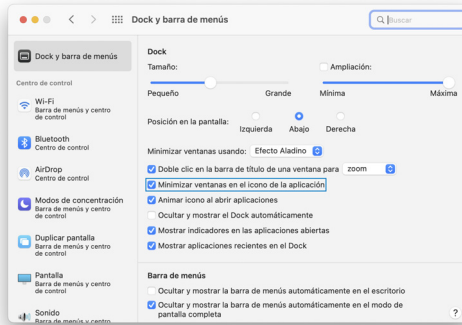 Dock y barra de menús
Buscar
Dock y barra de menús
Centro de control
Wi-Fi
Barra de menús y centro
de control
Bluetooth
Centro de control
AirDrop
Centro de control
Modos de concentración
Barra de menús y centro
de control
Duplicar pantalla
Barra de menús y centro
de control
Pantalla
Barra de menús y centro
de control
Sonido
Barra de menús y centro
Dock
Tamaño:
Ampliación:
Pequeño Grande Mínima Máxima
Posición en la pantalla:
Izquierda Abajo Derecha
Minimizar ventanas usando: Efecto Aladino
Doble clic en la barra de título de una ventana para zoom
Minimizar ventanas en el icono de la aplicación
Animar icono al abrir aplicaciones
Ocultar y mostrar el Dock automáticamente
Mostrar indicadores en las aplicaciones abiertas
Mostrar aplicaciones recientes en el Dock
Barra de menús
Ocultar y mostrar la barra de menús automáticamente en el escritorio
Ocultar y mostrar la barra de menús automáticamente en el modo de
pantalla completa
?